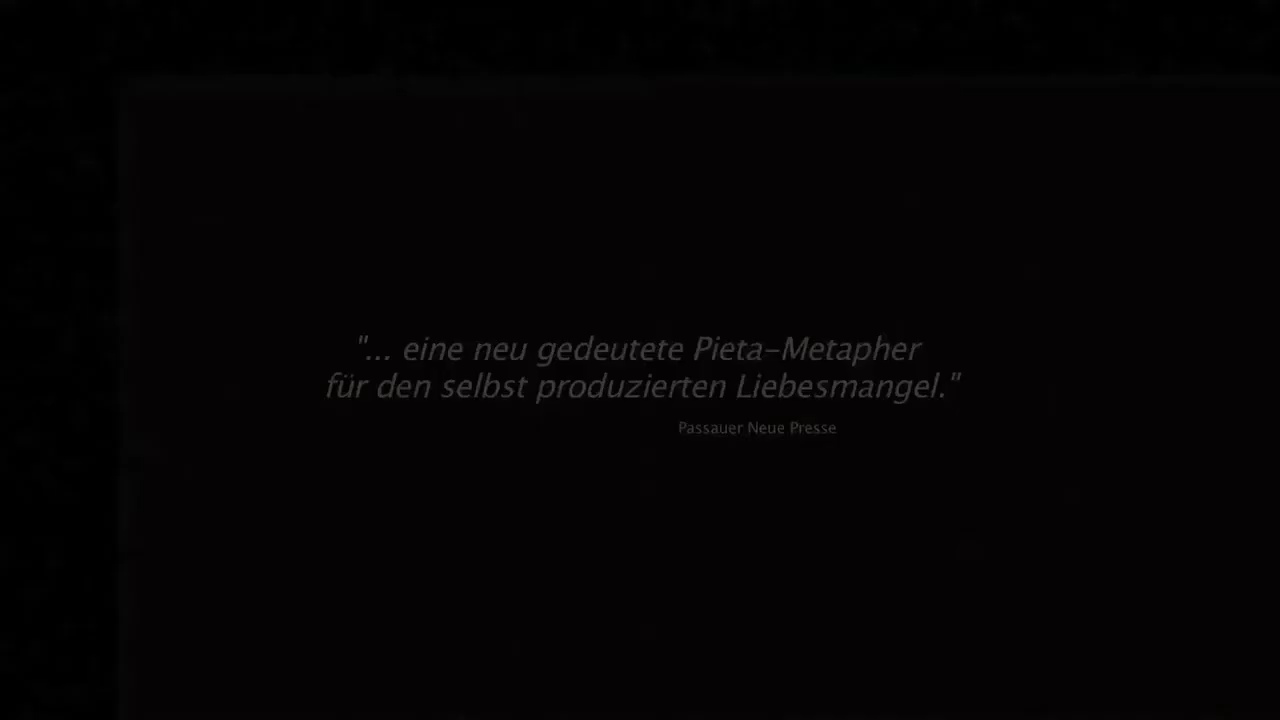 "... eine neu gedeutete Pieta-Metapher
für den selbst produzierten Liebesmangel."
Passauer Neue Presse